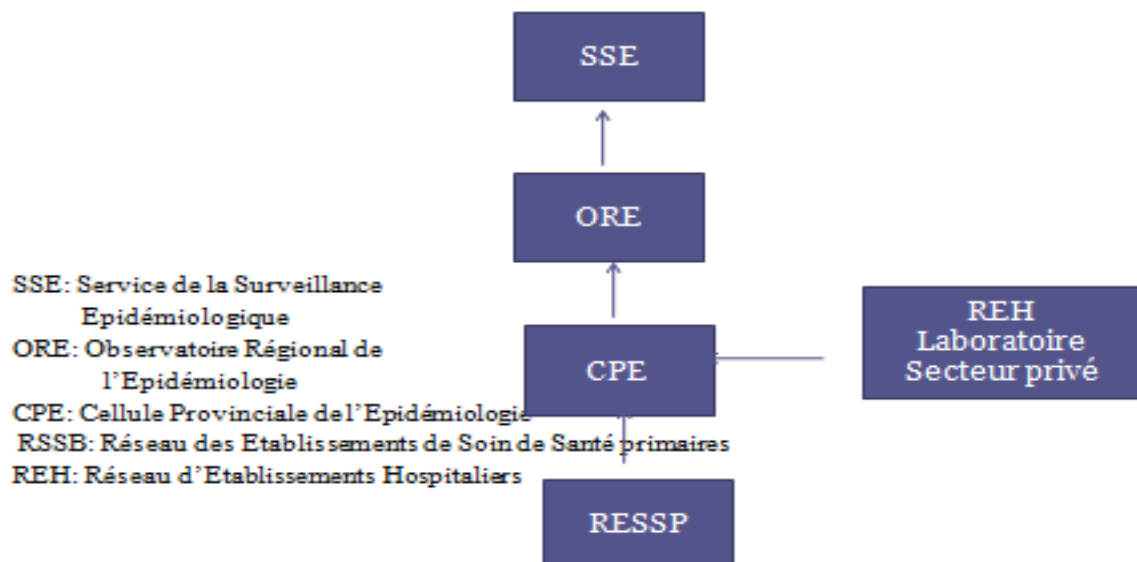 SSE
ORE
SSE: Service de la Surveillance
Epidémiologique
ORE: Observatoire Régional de
l’Epidémiologie
CPE: Cellule Provinciale de l’Epidémiologie
RSSB: Réseau des Etablissements de Soin de Santé primaires
REH: Réseau d’Etablissements Hospitaliers
REH
Laboratoire
Secteur privé
CPE
RESSP